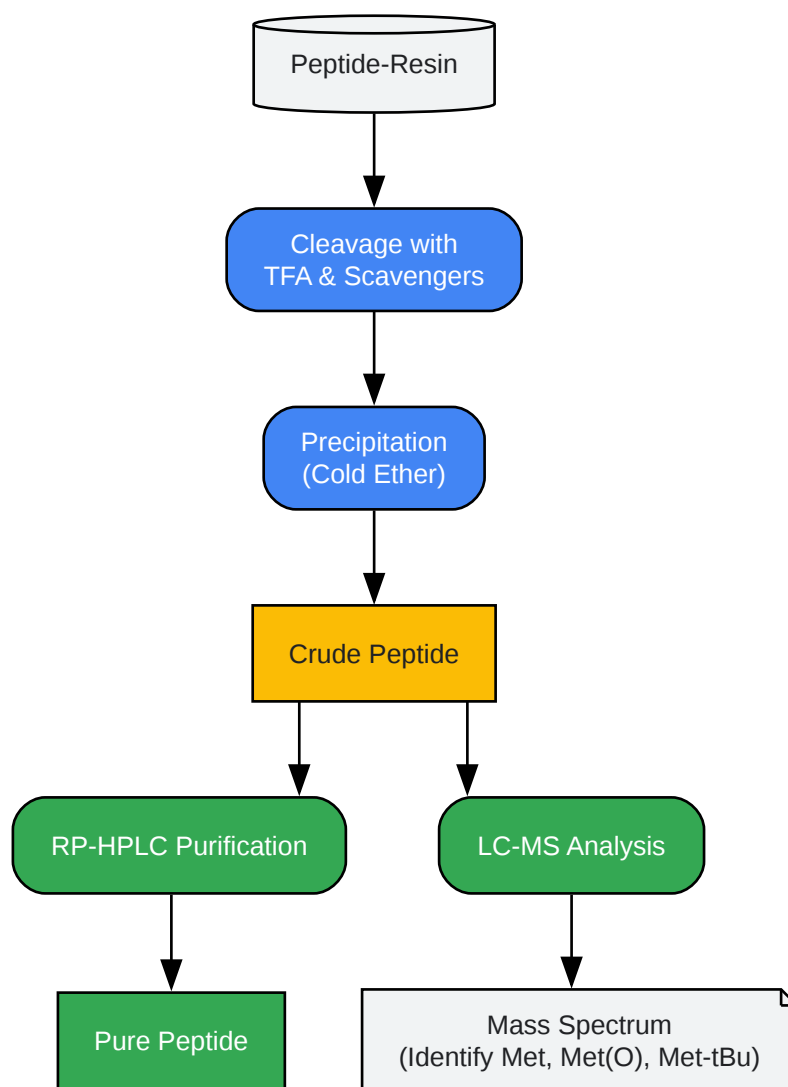 Peptide-Resin
Cleavage with
TFA & Scavengers
Precipitation
(Cold Ether)
Crude Peptide
RP-HPLC Purification
LC-MS Analysis
Pure Peptide
Mass Spectrum
(Identify Met, Met(O), Met-tBu)